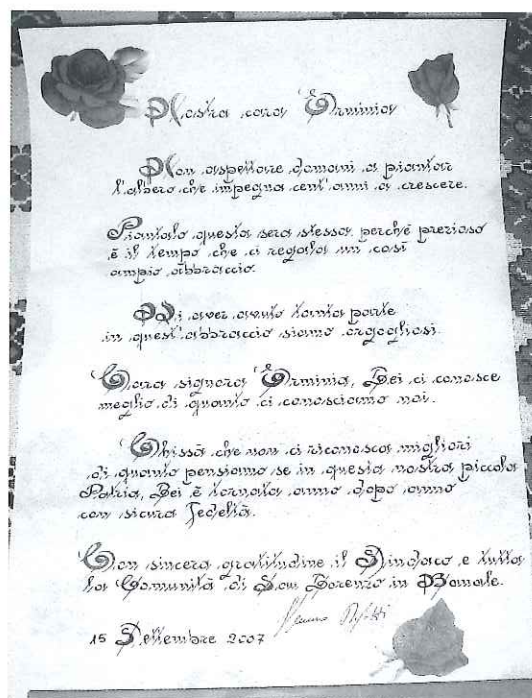 Nostra cara Erminia
Non aspettare domani a piantar
l'albero che impegna cent'anni a crescere.
Piantalo questa sera stessa perché prezioso
è il tempo che ci regala un così
ampio abbraccio.
Di aver avuto tanta parte
in quest'abbraccio siamo orgogliosi.
Cara signora Erminia, Lei ci conosce
meglio di quanto ci conosciamo noi.
Chissà che non ci riconosca migliori
di quanto pensiamo se in questa nostra piccola
Patria, Lei è tornata anno dopo anno
con sicura fedeltà.
Con sincera gratitudine il Sindaco e tutta
la Comunità di San Lorenzo in Banale.
15 Settembre 2007